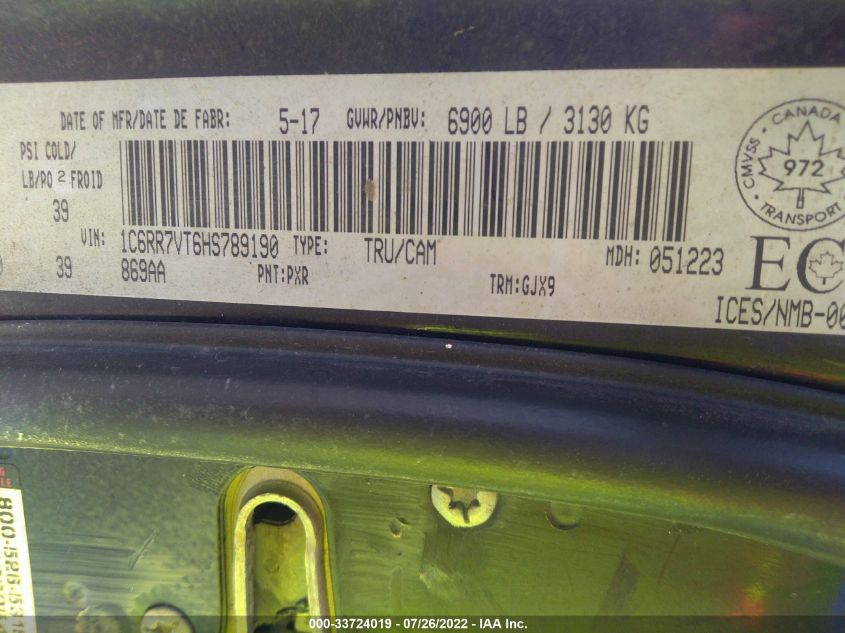 DATE OF MFR/DATE DE FABR: 5-17 GVWR/PNBV: 6900 LB / 3130 KG
PSI COLD/
LB/PO 2 FROID
39
39
VIN: 1C6RR7VT6HS789190 TYPE: TRU/CAM MDH: 051223
869AA PNT:PXR TRM:GJX9
CANADA
CMVSS
972
TRANSPORT
EC
ICES/NMB-00
000-33724019 / 07/26/2022 - IAA Inc.